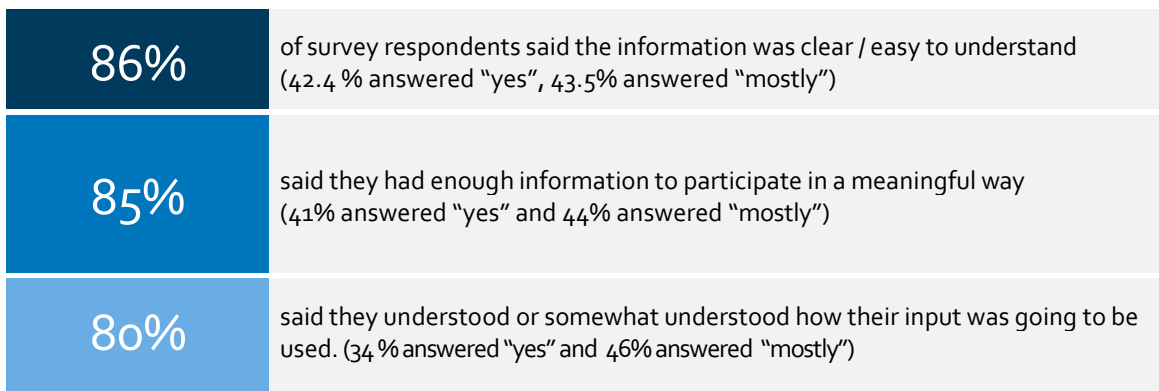 86%
of survey respondents said the information was clear / easy to understand
(42.4 % answered “yes”, 43.5% answered “mostly”)
85%
said they had enough information to participate in a meaningful way
(41% answered “yes” and 44% answered “mostly”)
80%
said they understood or somewhat understood how their input was going to be
used. (34 % answered “yes” and 46% answered “mostly”)